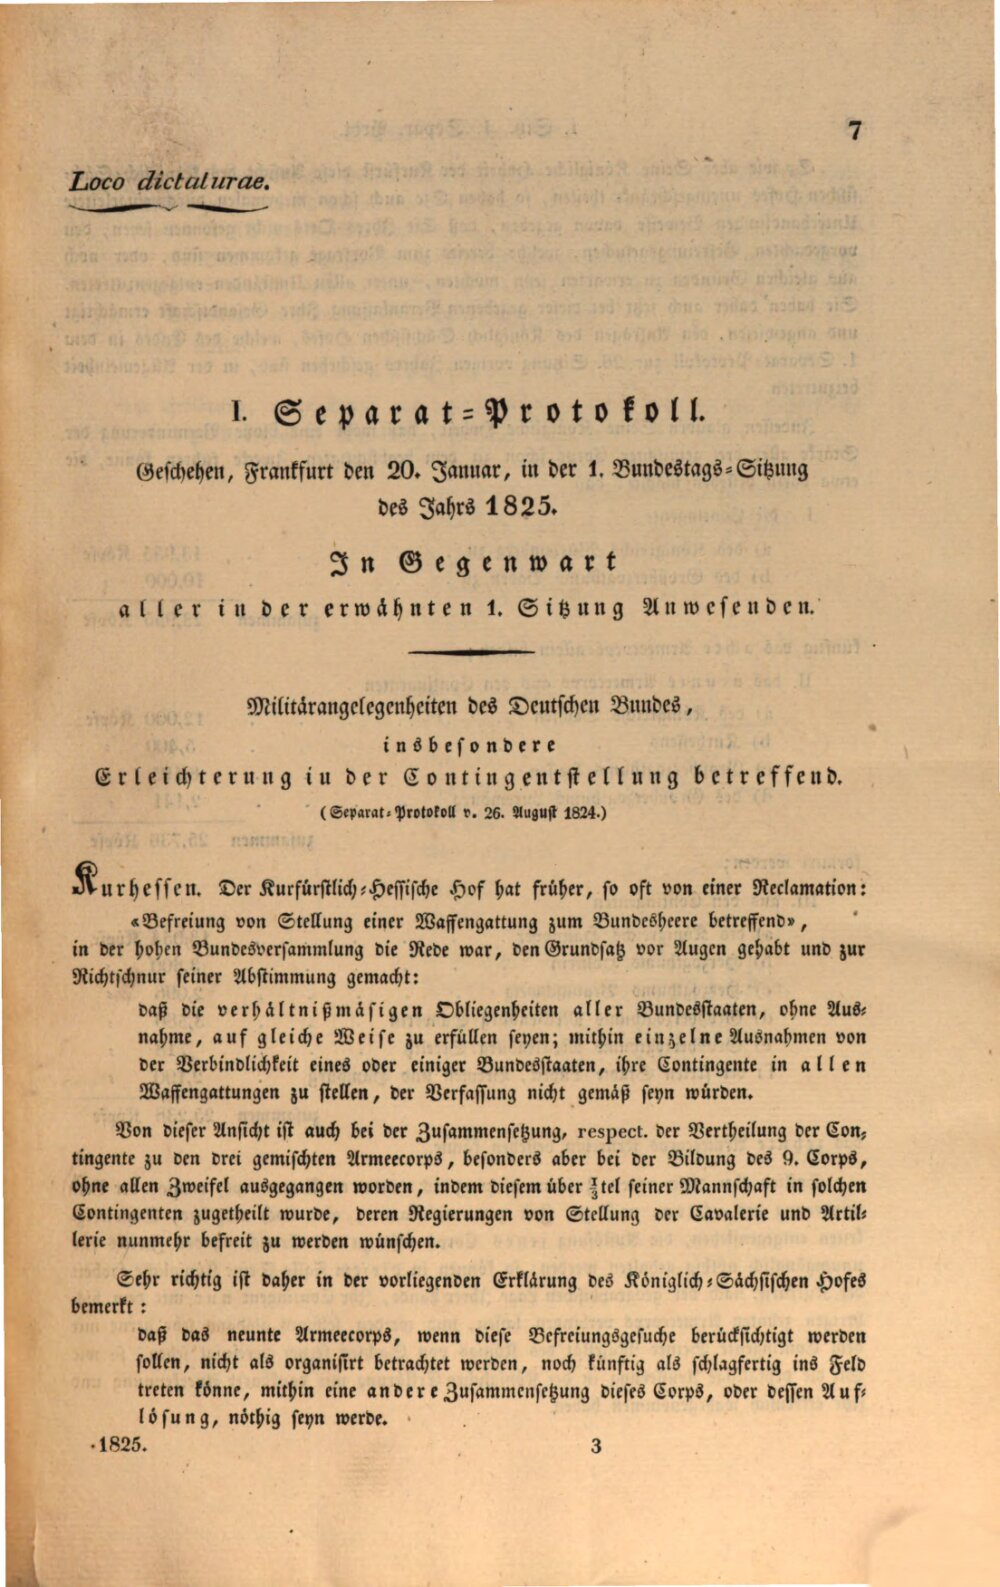 7
Loco dictaturae.
I. Separat-Protokoll.
Geschehen, Frankfurt den 20. Januar, in der 1. Bundestags-Sitzung
des Jahrs 1825.
In Gegenwart
aller in der erwähnten 1. Sitzung Anwesenden.
Militärangelegenheiten des Deutschen Bundes,
insbesondere
Erleichterung in der Contingentstellung betreffend.
(Separat-Protokoll v. 26. August 1824.)
Kurhessen. Der Kurfürstlich-Hessische Hof hat früher, so oft von einer Reclamation:
«Befreiung von Stellung einer Waffengattung zum Bundesheere betreffend»,
in der hohen Bundesversammlung die Rede war, den Grundsatz vor Augen gehabt und zur
Richtschnur seiner Abstimmung gemacht:
daß die verhältnißmäsigen Obliegenheiten aller Bundesstaaten, ohne Aus-
nahme, auf gleiche Weise zu erfüllen seyen; mithin einzelne Ausnahmen von
der Verbindlichkeit eines oder einiger Bundesstaaten, ihre Contingente in allen
Waffengattungen zu stellen, der Verfassung nicht gemäß seyn würden.
Von dieser Ansicht ist auch bei der Zusammensetzung, respect. der Vertheilung der Con-
tingente zu den drei gemischten Armeecorps, besonders aber bei der Bildung des 9. Corps,
ohne allen Zweifel ausgegangen worden, indem diesem über ⅓tel seiner Mannschaft in solchen
Contingenten zugetheilt wurde, deren Regierungen von Stellung der Cavalerie und Artil-
lerie nunmehr befreit zu werden wünschen.
Sehr richtig ist daher in der vorliegenden Erklärung des Königlich-Sächsischen Hofes
bemerkt:
daß das neunte Armeecorps, wenn diese Befreiungsgesuche berücksichtigt werden
sollen, nicht als organisirt betrachtet werden, noch künftig als schlagfertig ins Feld
treten könne, mithin eine andere Zusammensetzung dieses Corps, oder dessen Auf-
lösung, nöthig seyn werde.
1825. 3